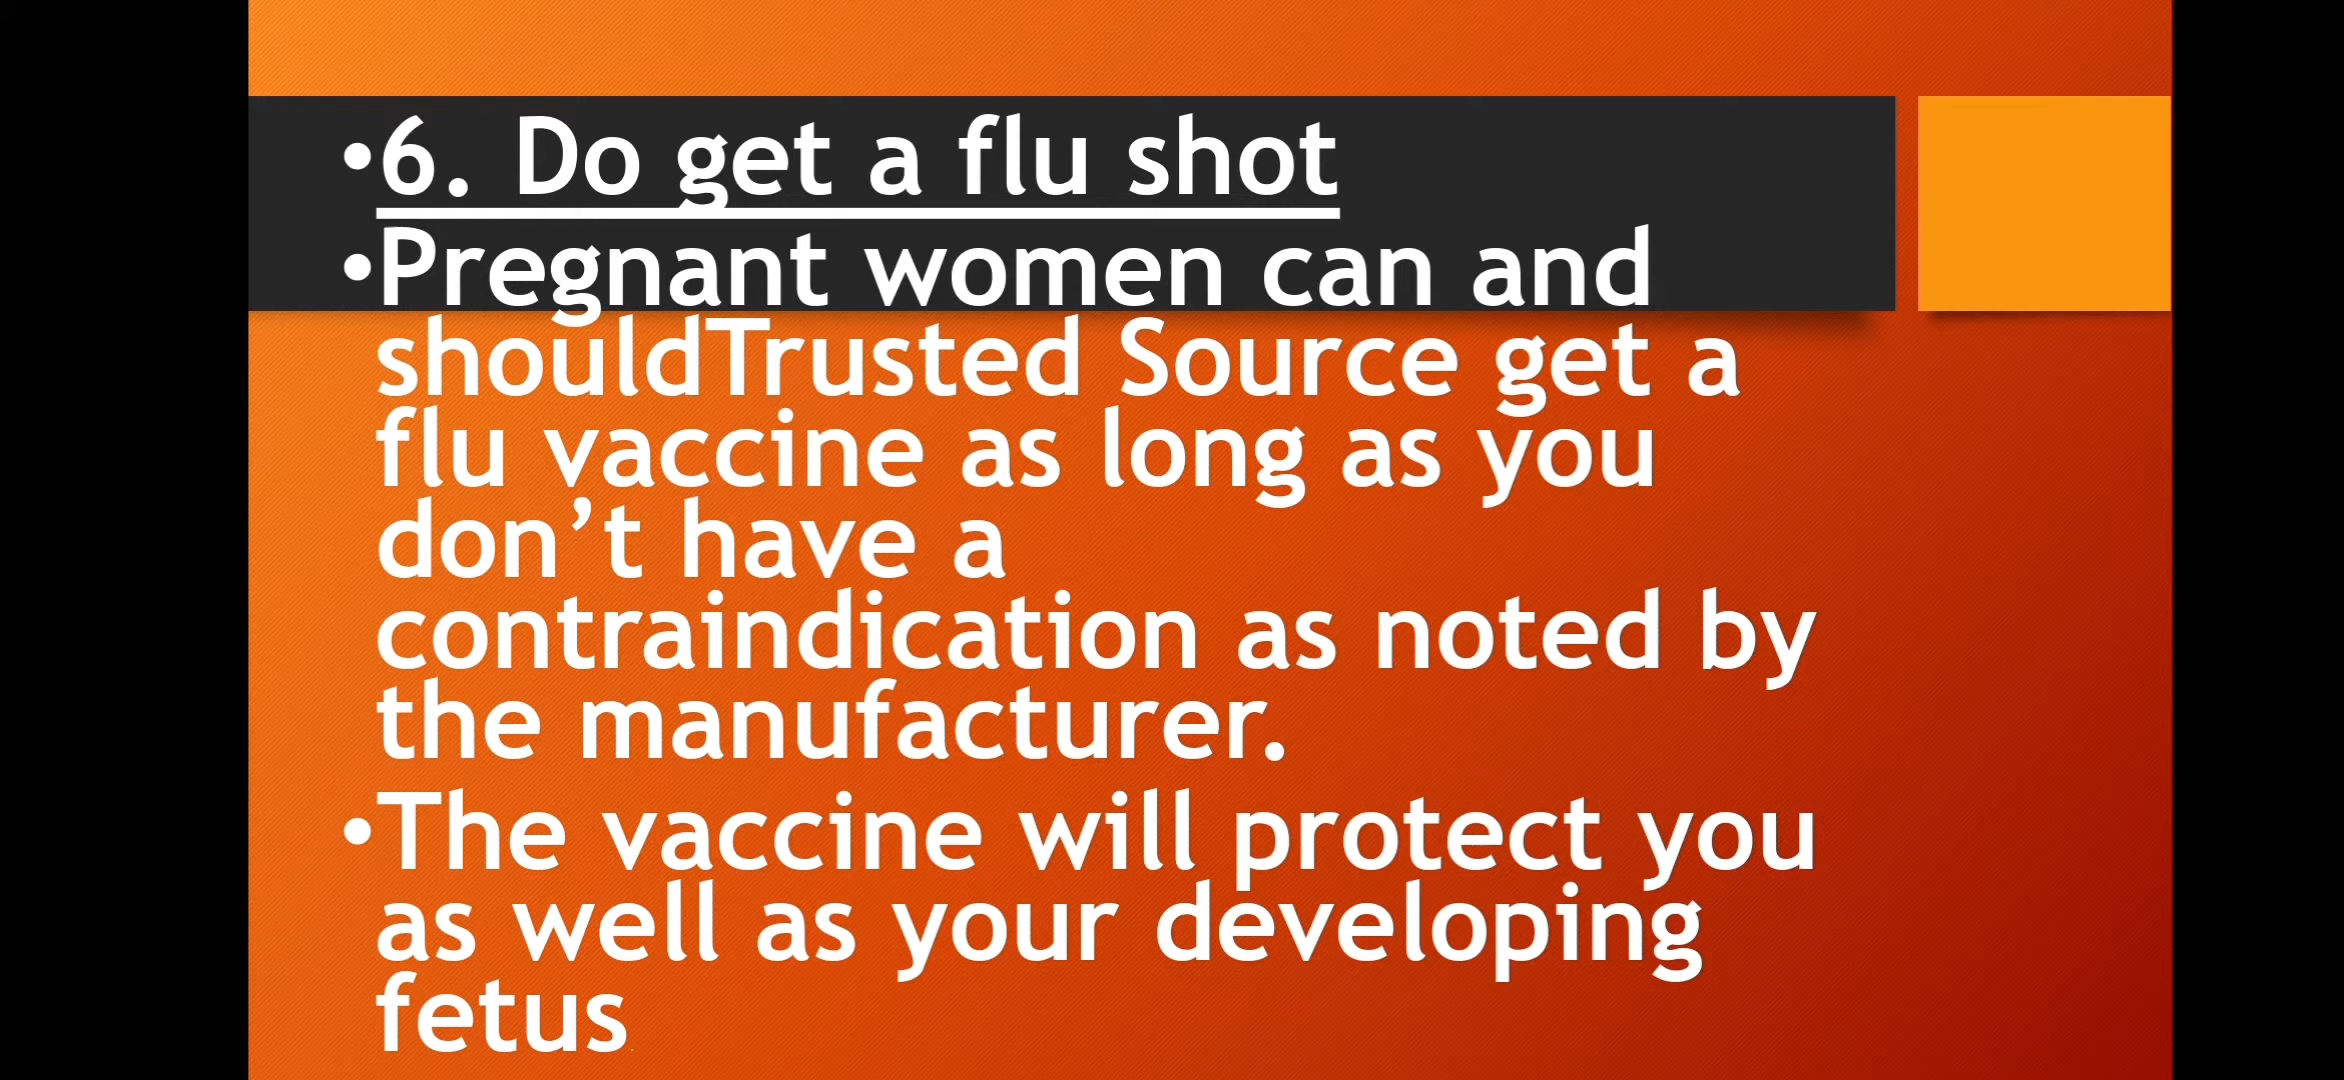 •6. Do get a flu shot
•Pregnant women can and
shouldTrusted Source get a
flu vaccine as long as you
don’t have a
contraindication as noted by
the manufacturer.
•The vaccine will protect you
as well as your developing
fetus.